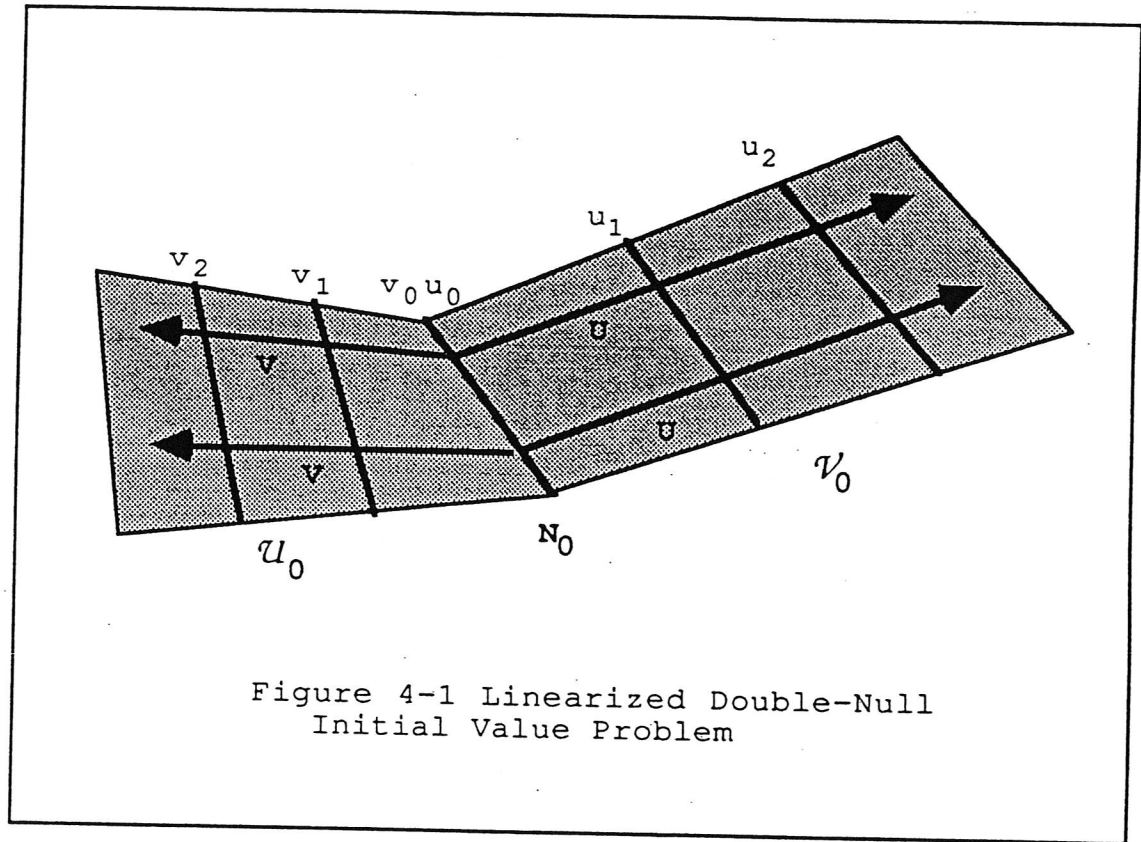 u₂
u₁
v₂ v₁ v₀ u₀
U
V
U
V
𝒱₀
N₀
𝒰₀
Figure 4-1 Linearized Double-Null
Initial Value Problem